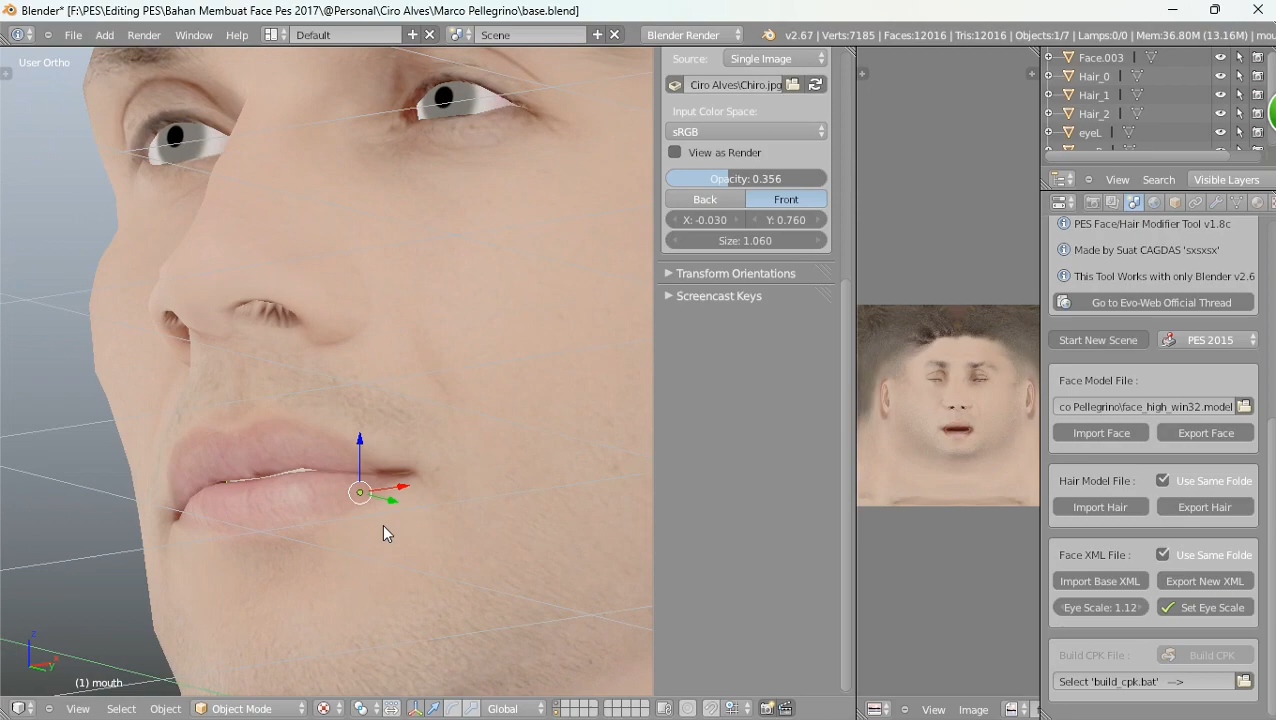 Blender* [F:\PES\Editing PES\Bahan Membuat Face Pes 2017\@Personal\Ciro Alves\Marco Pellegrino\base.blend]
File Add Render Window Help Default Scene Blender Render v2.67 | Verts:7185 | Faces:12016 | Tris:12016 | Objects:1/7 | Lamps:0/0 | Mem:36.80M (13.16M) | mou
User Ortho
Source: Single Image
Ciro Alves\Chiro.jpg
Input Color Space:
sRGB
View as Render
Opacity: 0.356
Back Front
X: -0.030 Y: 0.760
Size: 1.060
Transform Orientations
Screencast Keys
Face.003
Hair_0
Hair_1
Hair_2
eyeL
View Search Visible Layers
PES Face/Hair Modifier Tool v1.8c
Made by Suat CAGDAS 'sxsxsx'
This Tool Works with only Blender v2.6
Go to Evo-Web Official Thread
Start New Scene PES 2015
Face Model File :
co Pellegrino\face_high_win32.model
Import Face Export Face
Hair Model File : Use Same Folde
Import Hair Export Hair
Face XML File : Use Same Folde
Import Base XML Export New XML
Eye Scale: 1.12 Set Eye Scale
Build CPK File : Build CPK
Select 'build_cpk.bat' —>
z
x
y
(1) mouth
View Select Object Object Mode Global View Image